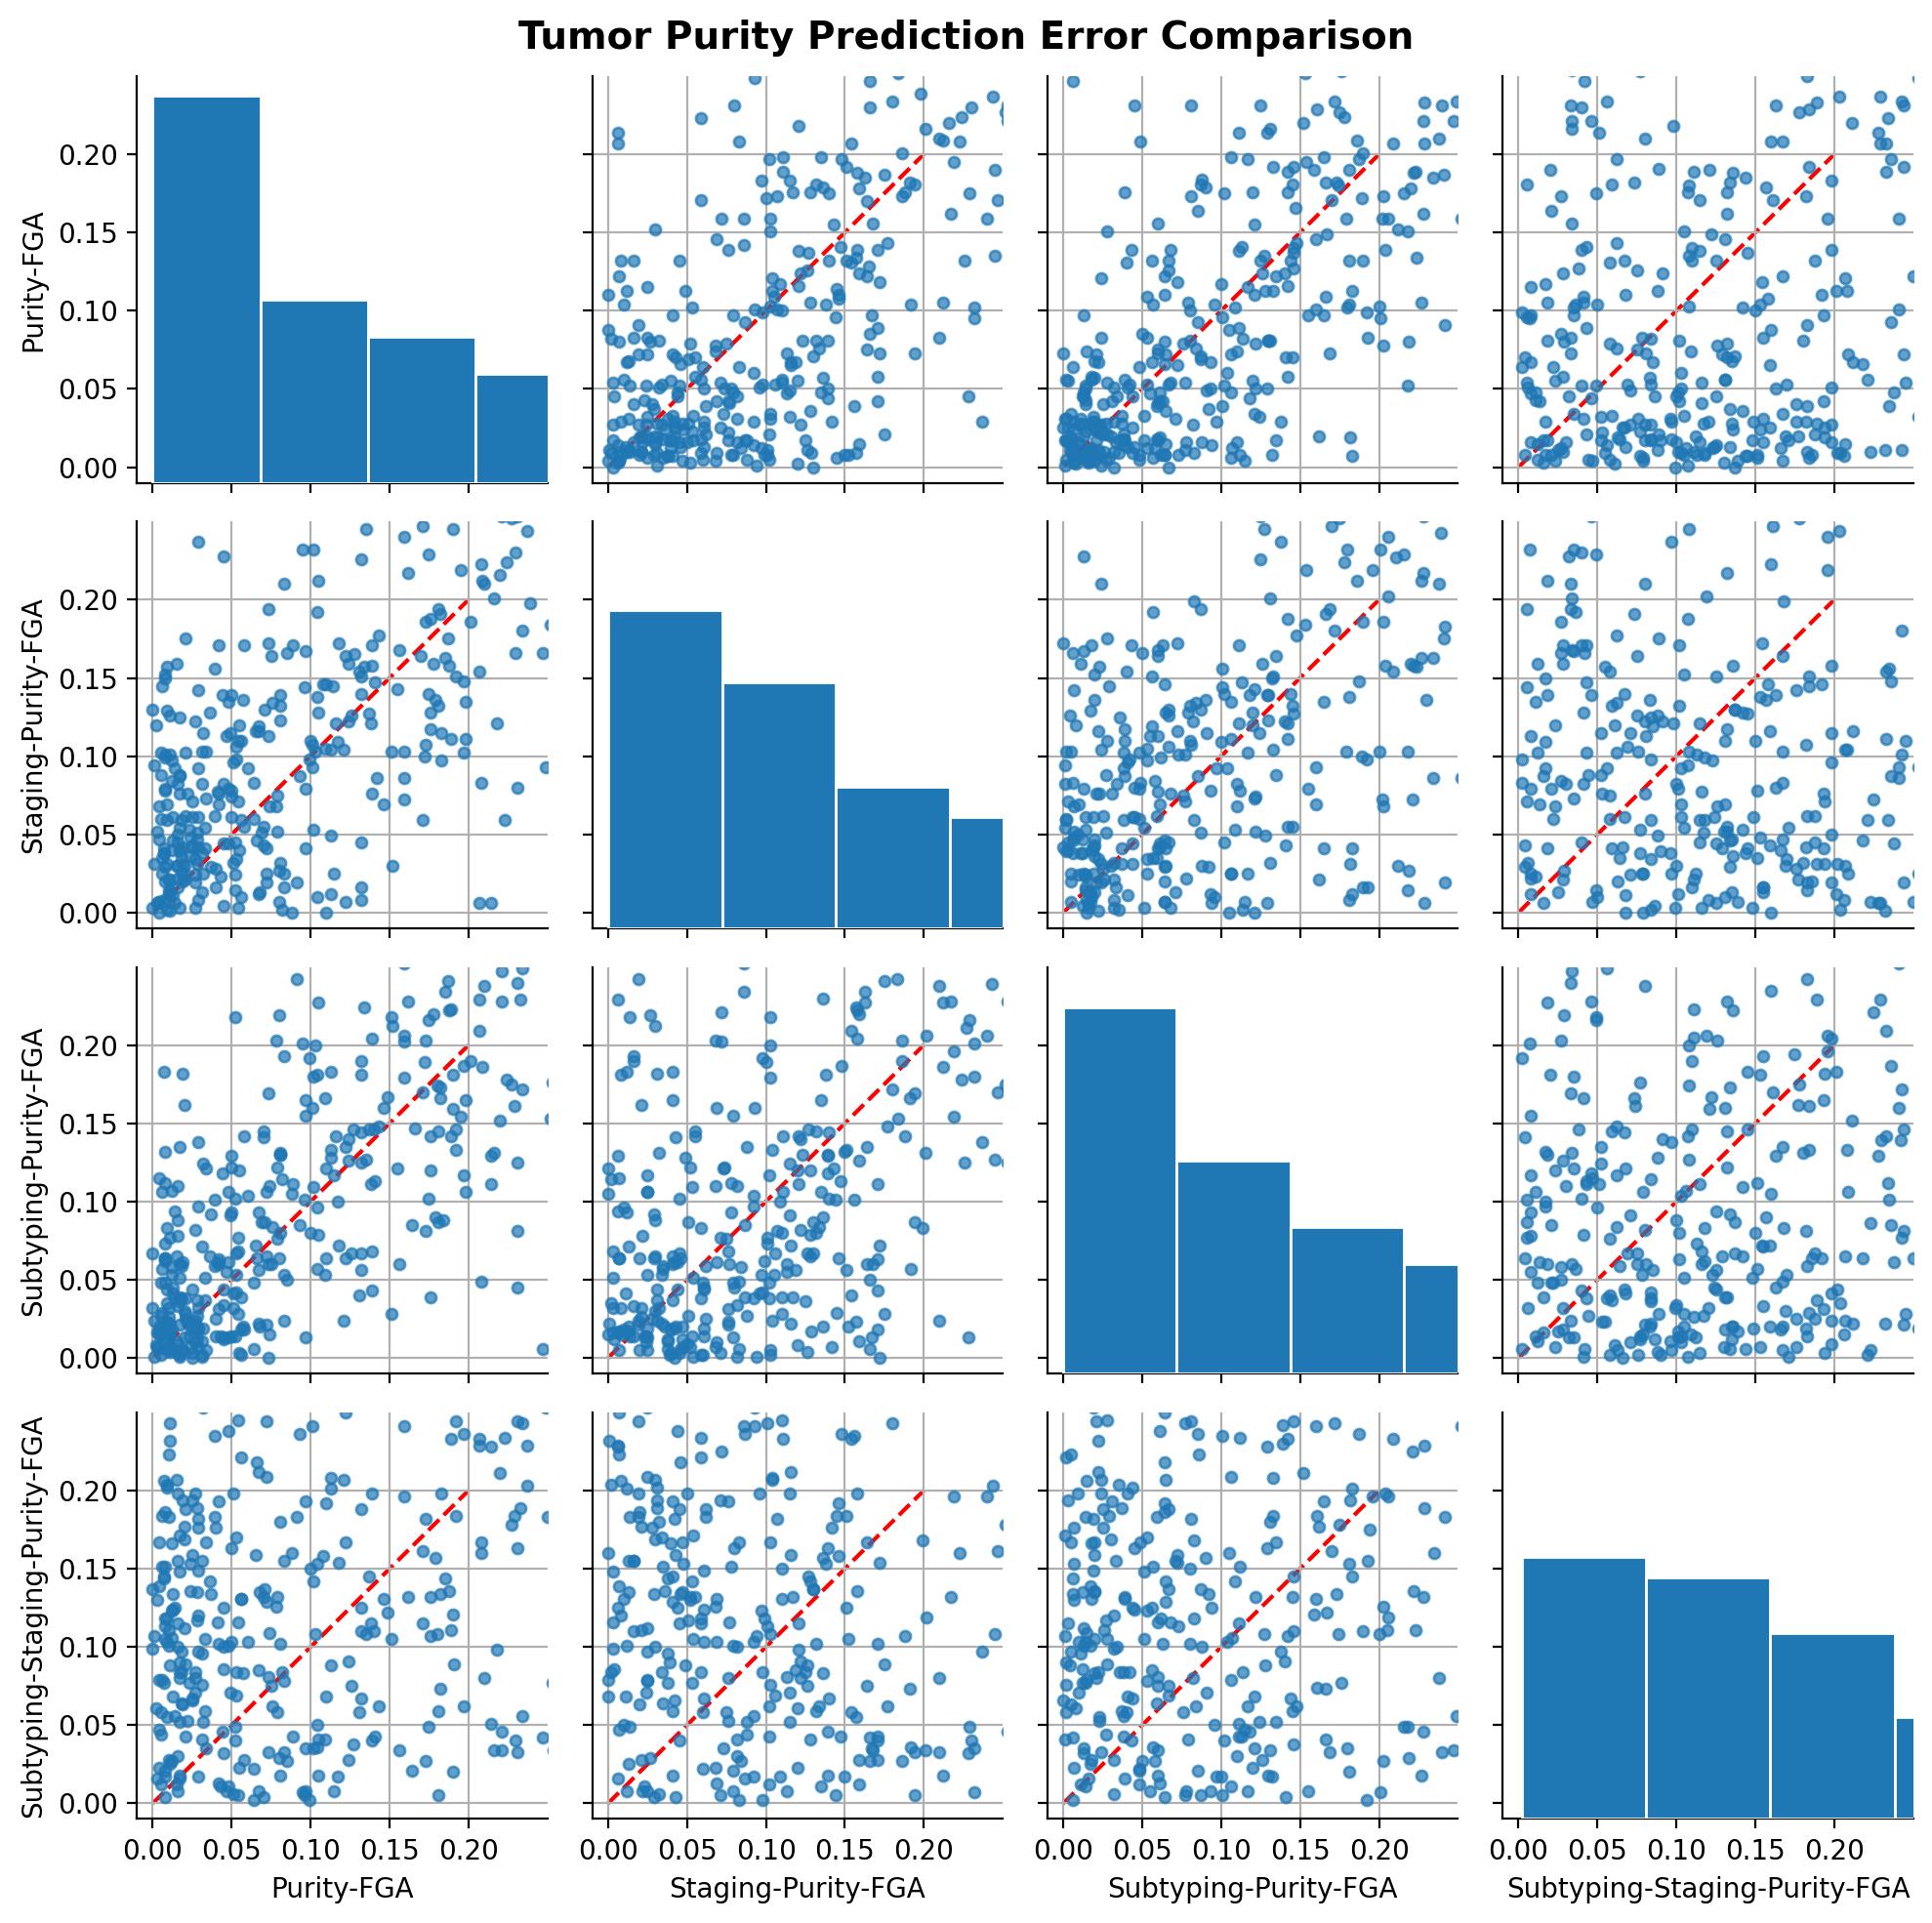 Tumor Purity Prediction Error Comparison
Purity-FGA
0.20
0.15
0.10
0.05
0.00
Staging-Purity-FGA
0.20
0.15
0.10
0.05
0.00
Subtyping-Purity-FGA
0.20
0.15
0.10
0.05
0.00
Subtyping-Staging-Purity-FGA
0.20
0.15
0.10
0.05
0.00
0.00 0.05 0.10 0.15 0.20 0.00 0.05 0.10 0.15 0.20 0.00 0.05 0.10 0.15 0.20 0.00 0.05 0.10 0.15 0.20
Purity-FGA Staging-Purity-FGA Subtyping-Purity-FGA Subtyping-Staging-Purity-FGA